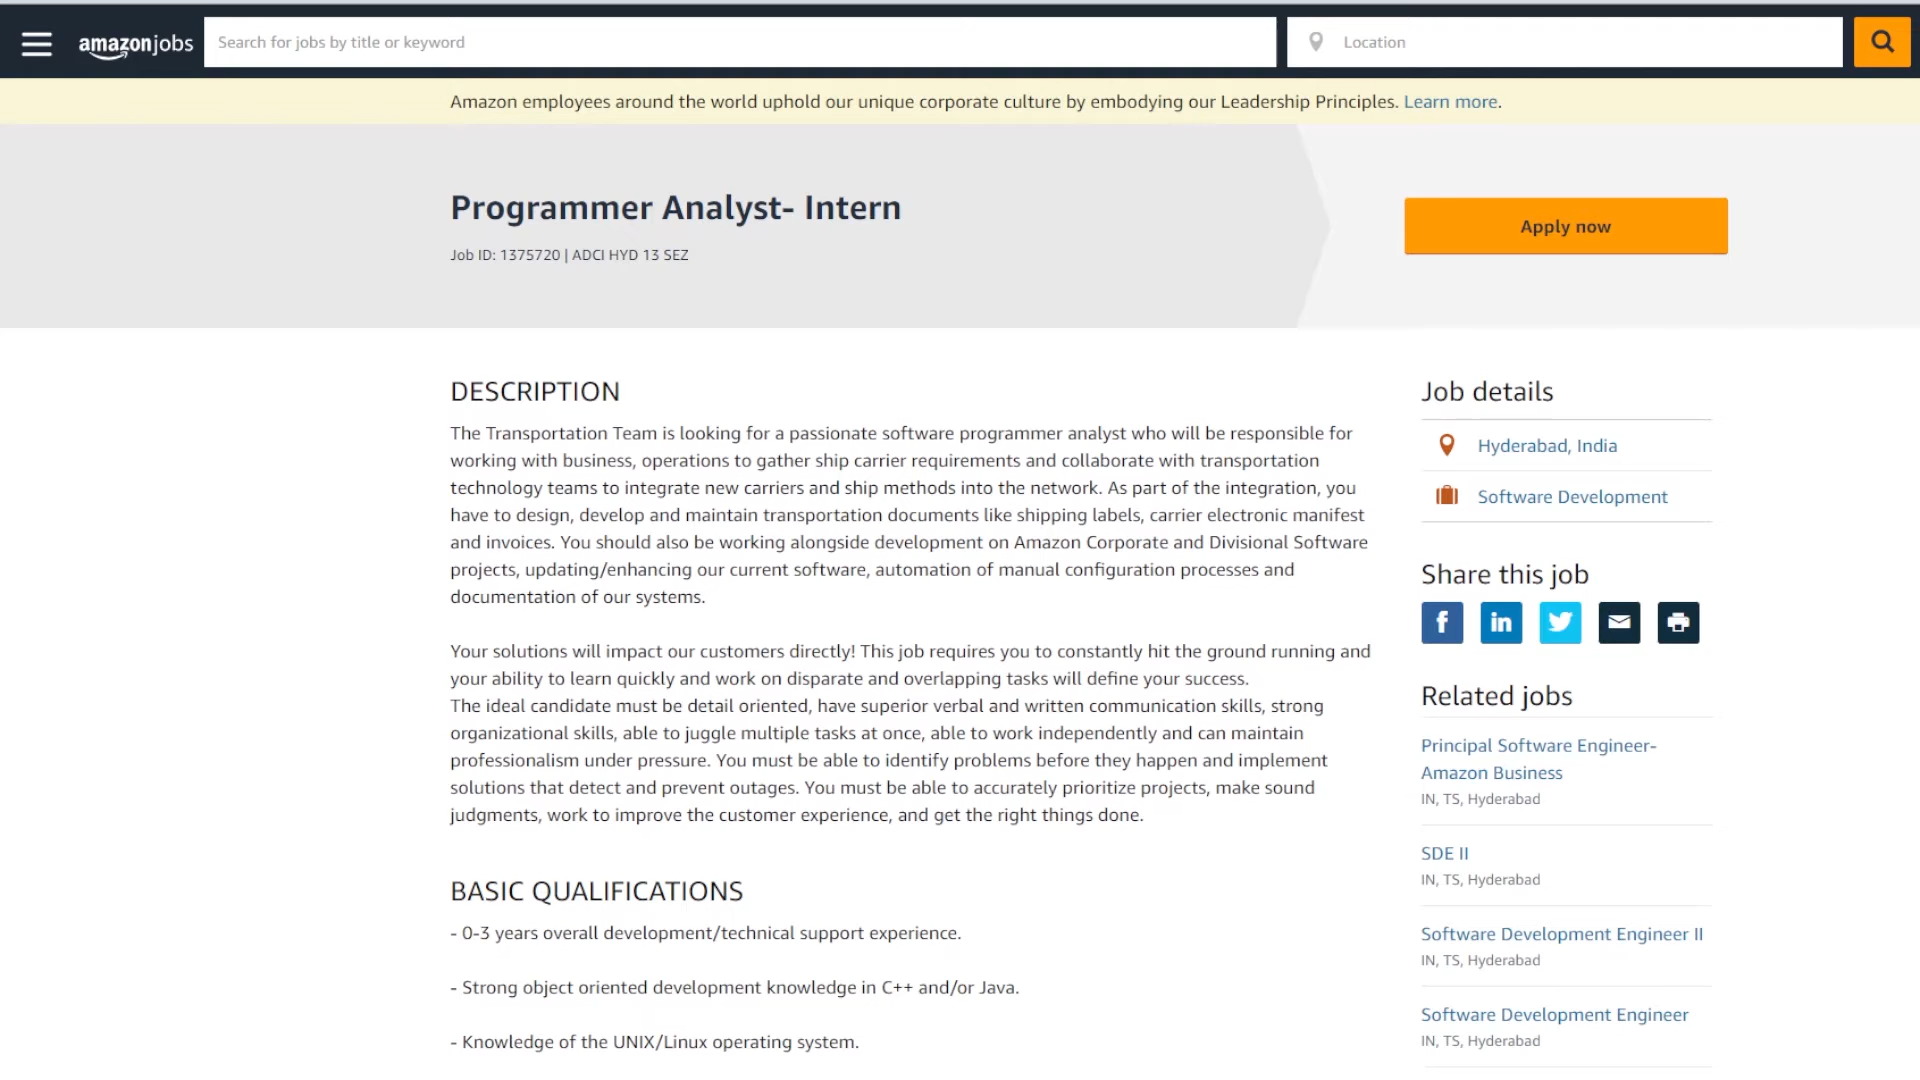 amazonjobs
Search for jobs by title or keyword
Location
Amazon employees around the world uphold our unique corporate culture by embodying our Leadership Principles. Learn more.
Programmer Analyst- Intern
Job ID: 1375720 | ADCI HYD 13 SEZ
Apply now
DESCRIPTION
The Transportation Team is looking for a passionate software programmer analyst who will be responsible for
working with business, operations to gather ship carrier requirements and collaborate with transportation
technology teams to integrate new carriers and ship methods into the network. As part of the integration, you
have to design, develop and maintain transportation documents like shipping labels, carrier electronic manifest
and invoices. You should also be working alongside development on Amazon Corporate and Divisional Software
projects, updating/enhancing our current software, automation of manual configuration processes and
documentation of our systems.
Your solutions will impact our customers directly! This job requires you to constantly hit the ground running and
your ability to learn quickly and work on disparate and overlapping tasks will define your success.
The ideal candidate must be detail oriented, have superior verbal and written communication skills, strong
organizational skills, able to juggle multiple tasks at once, able to work independently and can maintain
professionalism under pressure. You must be able to identify problems before they happen and implement
solutions that detect and prevent outages. You must be able to accurately prioritize projects, make sound
judgments, work to improve the customer experience, and get the right things done.
BASIC QUALIFICATIONS
- 0-3 years overall development/technical support experience.
- Strong object oriented development knowledge in C++ and/or Java.
- Knowledge of the UNIX/Linux operating system.
Job details
Hyderabad, India
Software Development
Share this job
f
in
Related jobs
Principal Software Engineer-
Amazon Business
IN, TS, Hyderabad
SDE II
IN, TS, Hyderabad
Software Development Engineer II
IN, TS, Hyderabad
Software Development Engineer
IN, TS, Hyderabad